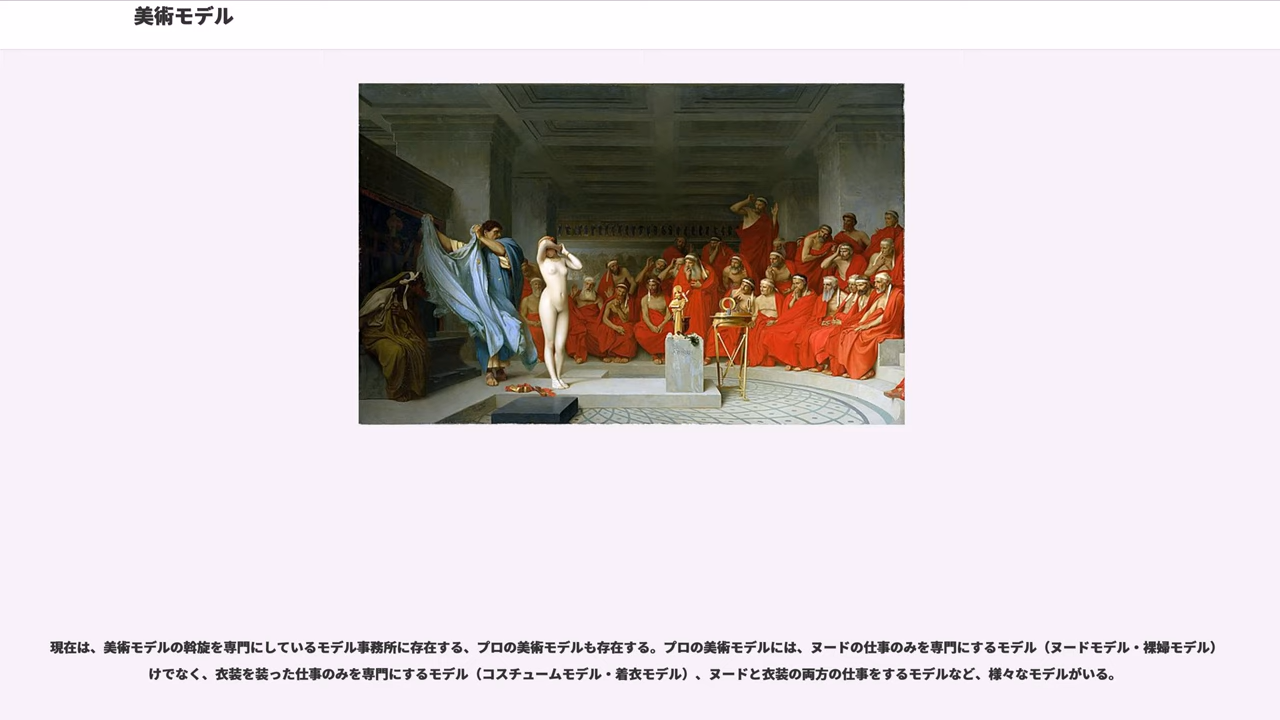 美術モデル
現在は、美術モデルの斡旋を専門にしているモデル事務所に存在する、プロの美術モデルも存在する。プロの美術モデルには、ヌードの仕事のみを専門にするモデル（ヌードモデル・裸婦モデル）
けでなく、衣装を装った仕事のみを専門にするモデル（コスチュームモデル・着衣モデル）、ヌードと衣装の両方の仕事をするモデルなど、様々なモデルがいる。